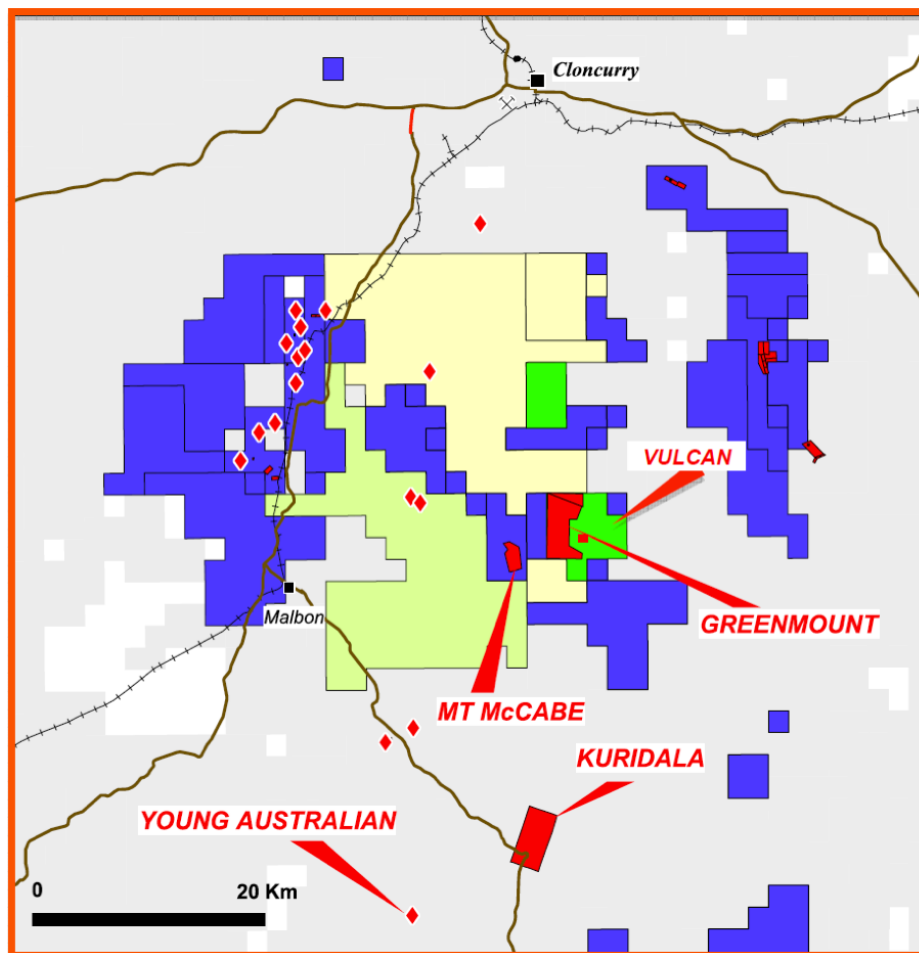 Cloncurry
VULCAN
GREENMOUNT
Malbon
MT McCABE
KURIDALA
YOUNG AUSTRALIAN
0 20 Km